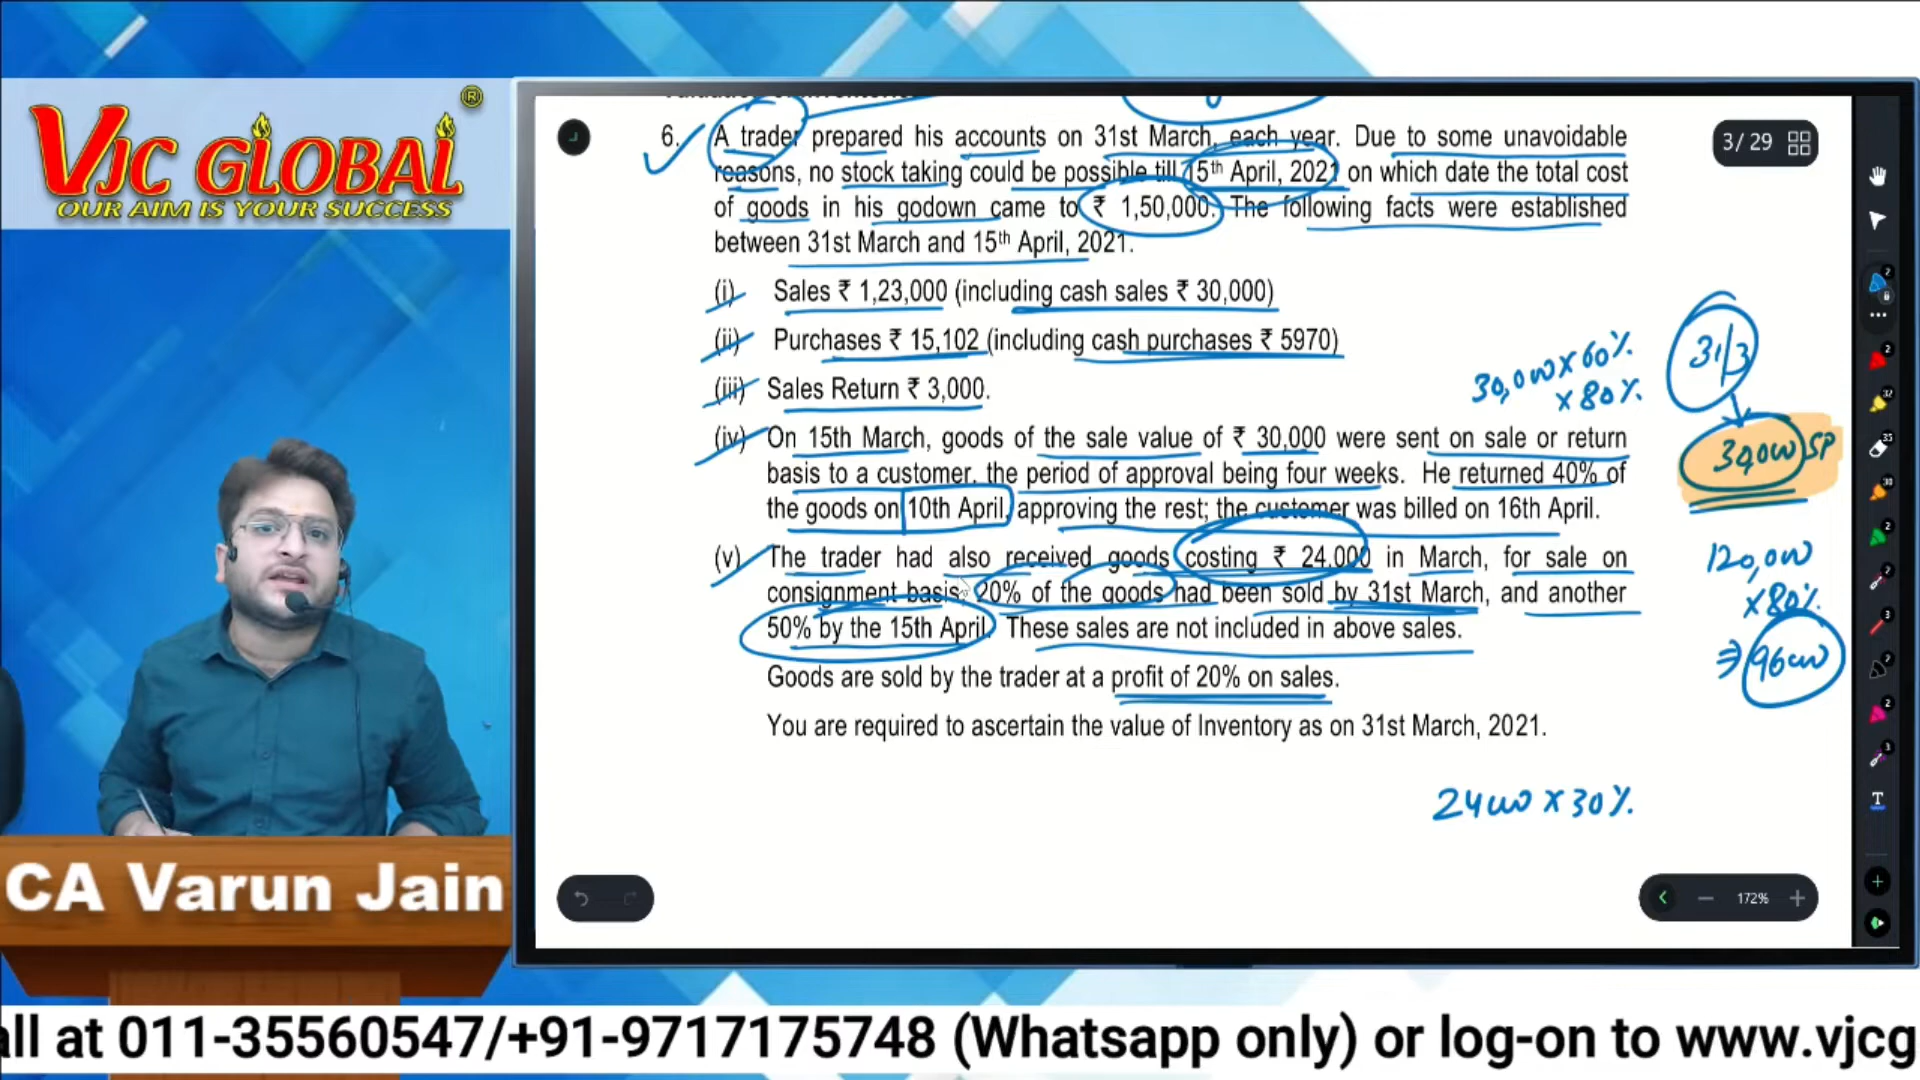 VJC GLOBAL ®
OUR AIM IS YOUR SUCCESS
3/ 29
6. A trader prepared his accounts on 31st March, each year. Due to some unavoidable
reasons, no stock taking could be possible till 15th April, 2021 on which date the total cost
of goods in his godown came to ₹ 1,50,000. The following facts were established
between 31st March and 15th April, 2021.
(i) Sales ₹ 1,23,000 (including cash sales ₹ 30,000)
(ii) Purchases ₹ 15,102 (including cash purchases ₹ 5970)
(iii) Sales Return ₹ 3,000.
(iv) On 15th March, goods of the sale value of ₹ 30,000 were sent on sale or return
basis to a customer, the period of approval being four weeks. He returned 40% of
the goods on 10th April, approving the rest; the customer was billed on 16th April.
(v) The trader had also received goods costing ₹ 24,000 in March, for sale on
consignment basis; 20% of the goods had been sold by 31st March, and another
50% by the 15th April. These sales are not included in above sales.
Goods are sold by the trader at a profit of 20% on sales.
You are required to ascertain the value of Inventory as on 31st March, 2021.
30,000 x 60%
x 80%
31/3
SP
120,000
x 80%
⇒ 96000
24000 x 30%
172%
CA Varun Jain
all at 011-35560547/+91-9717175748 (Whatsapp only) or log-on to www.vjcg